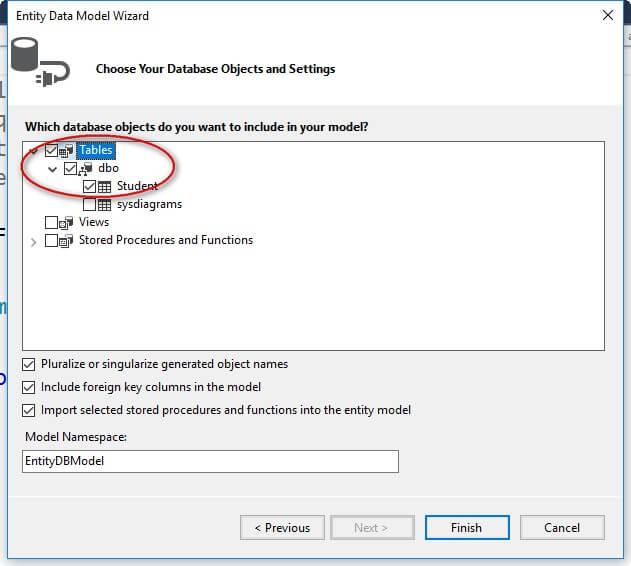 Entity Data Model Wizard
Choose Your Database Objects and Settings
Which database objects do you want to include in your model?
Tables
dbo
Student
sysdiagrams
Views
Stored Procedures and Functions
Pluralize or singularize generated object names
Include foreign key columns in the model
Import selected stored procedures and functions into the entity model
Model Namespace:
EntityDBModel
< Previous Next > Finish Cancel